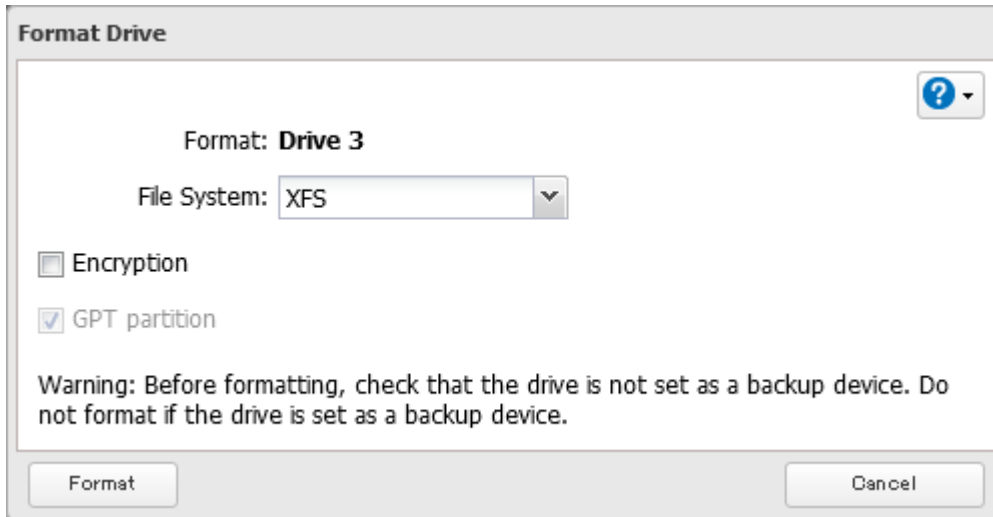 Format Drive
?
Format: Drive 3
File System: XFS
Encryption
GPT partition
Warning: Before formatting, check that the drive is not set as a backup device. Do
not format if the drive is set as a backup device.
Format Cancel